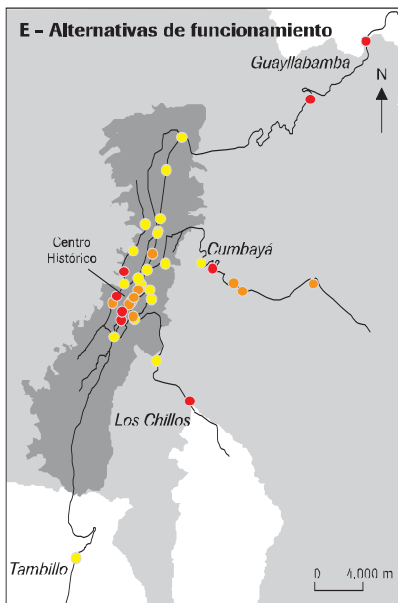 E – Alternativas de funcionamiento
Guayllabamba
N
Centro
Histórico
Cumbayá
Los Chillos
Tambillo
0 4,000 m